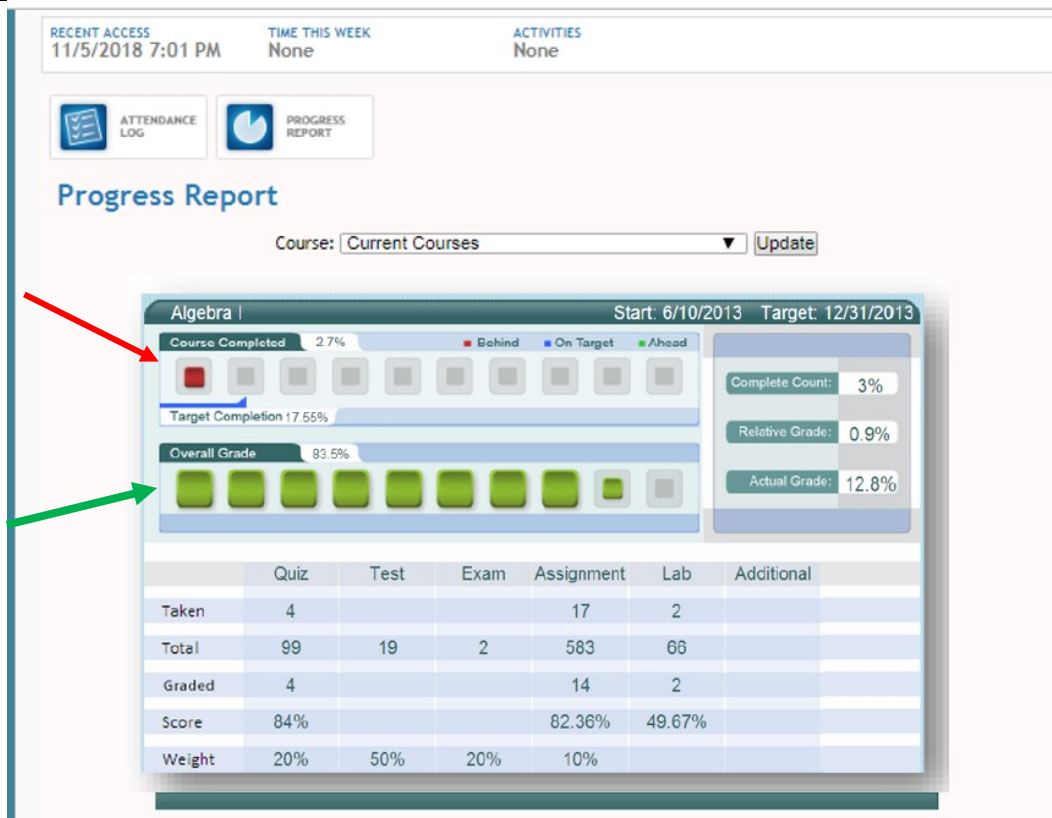 RECENT ACCESS TIME THIS WEEK ACTIVITIES
11/5/2018 7:01 PM None None
ATTENDANCE LOG PROGRESS REPORT
Progress Report
Course: Current Courses ▼ Update
Algebra I Start: 6/10/2013 Target: 12/31/2013
Course Completed 2.7% Behind On Target Ahead
Target Completion 17.55%
Overall Grade 83.5%
Complete Count: 3%
Relative Grade: 0.9%
Actual Grade: 12.8%
Quiz Test Exam Assignment Lab Additional
Taken 4 17 2
Total 99 19 2 583 66
Graded 4 14 2
Score 84% 82.36% 49.67%
Weight 20% 50% 20% 10%